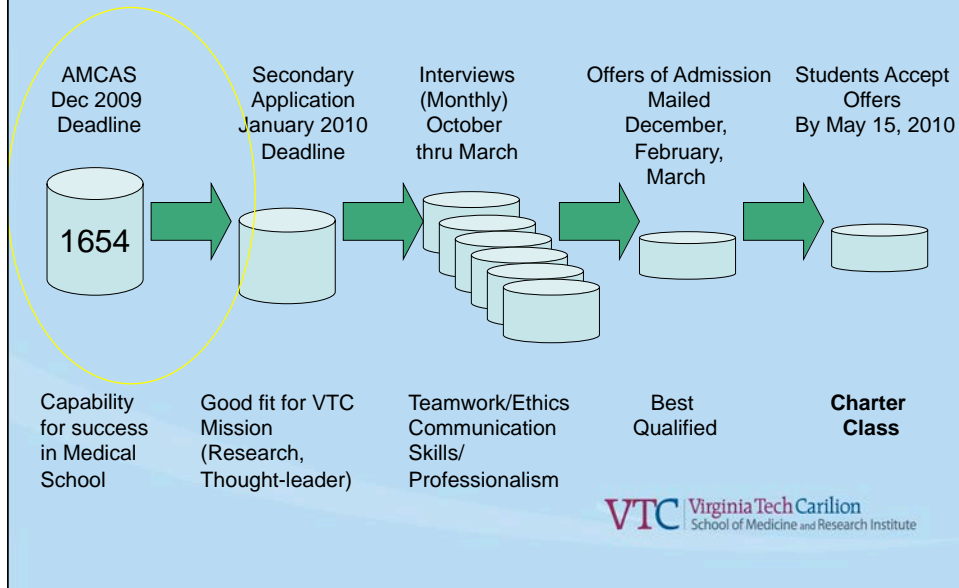 AMCAS
Dec 2009
Deadline
Secondary
Application
January 2010
Deadline
Interviews
(Monthly)
October
thru March
Offers of Admission
Mailed
December,
February,
March
Students Accept
Offers
By May 15, 2010
1654
Capability
for success
in Medical
School
Good fit for VTC
Mission
(Research,
Thought-leader)
Teamwork/Ethics
Communication
Skills/
Professionalism
Best
Qualified
Charter
Class
VTC
Virginia Tech Carilion
School of Medicine and Research Institute